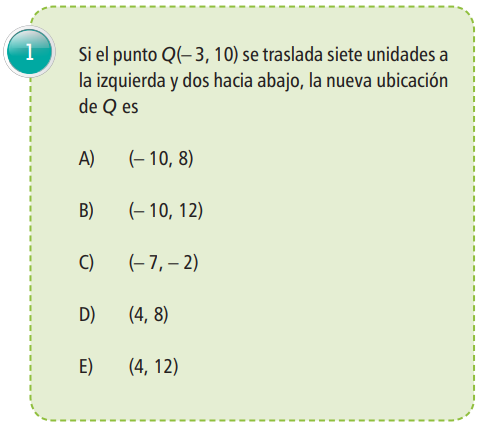 1
Si el punto Q(– 3, 10) se traslada siete unidades a
la izquierda y dos hacia abajo, la nueva ubicación
de Q es
A) (– 10, 8)
B) (– 10, 12)
C) (– 7, – 2)
D) (4, 8)
E) (4, 12)